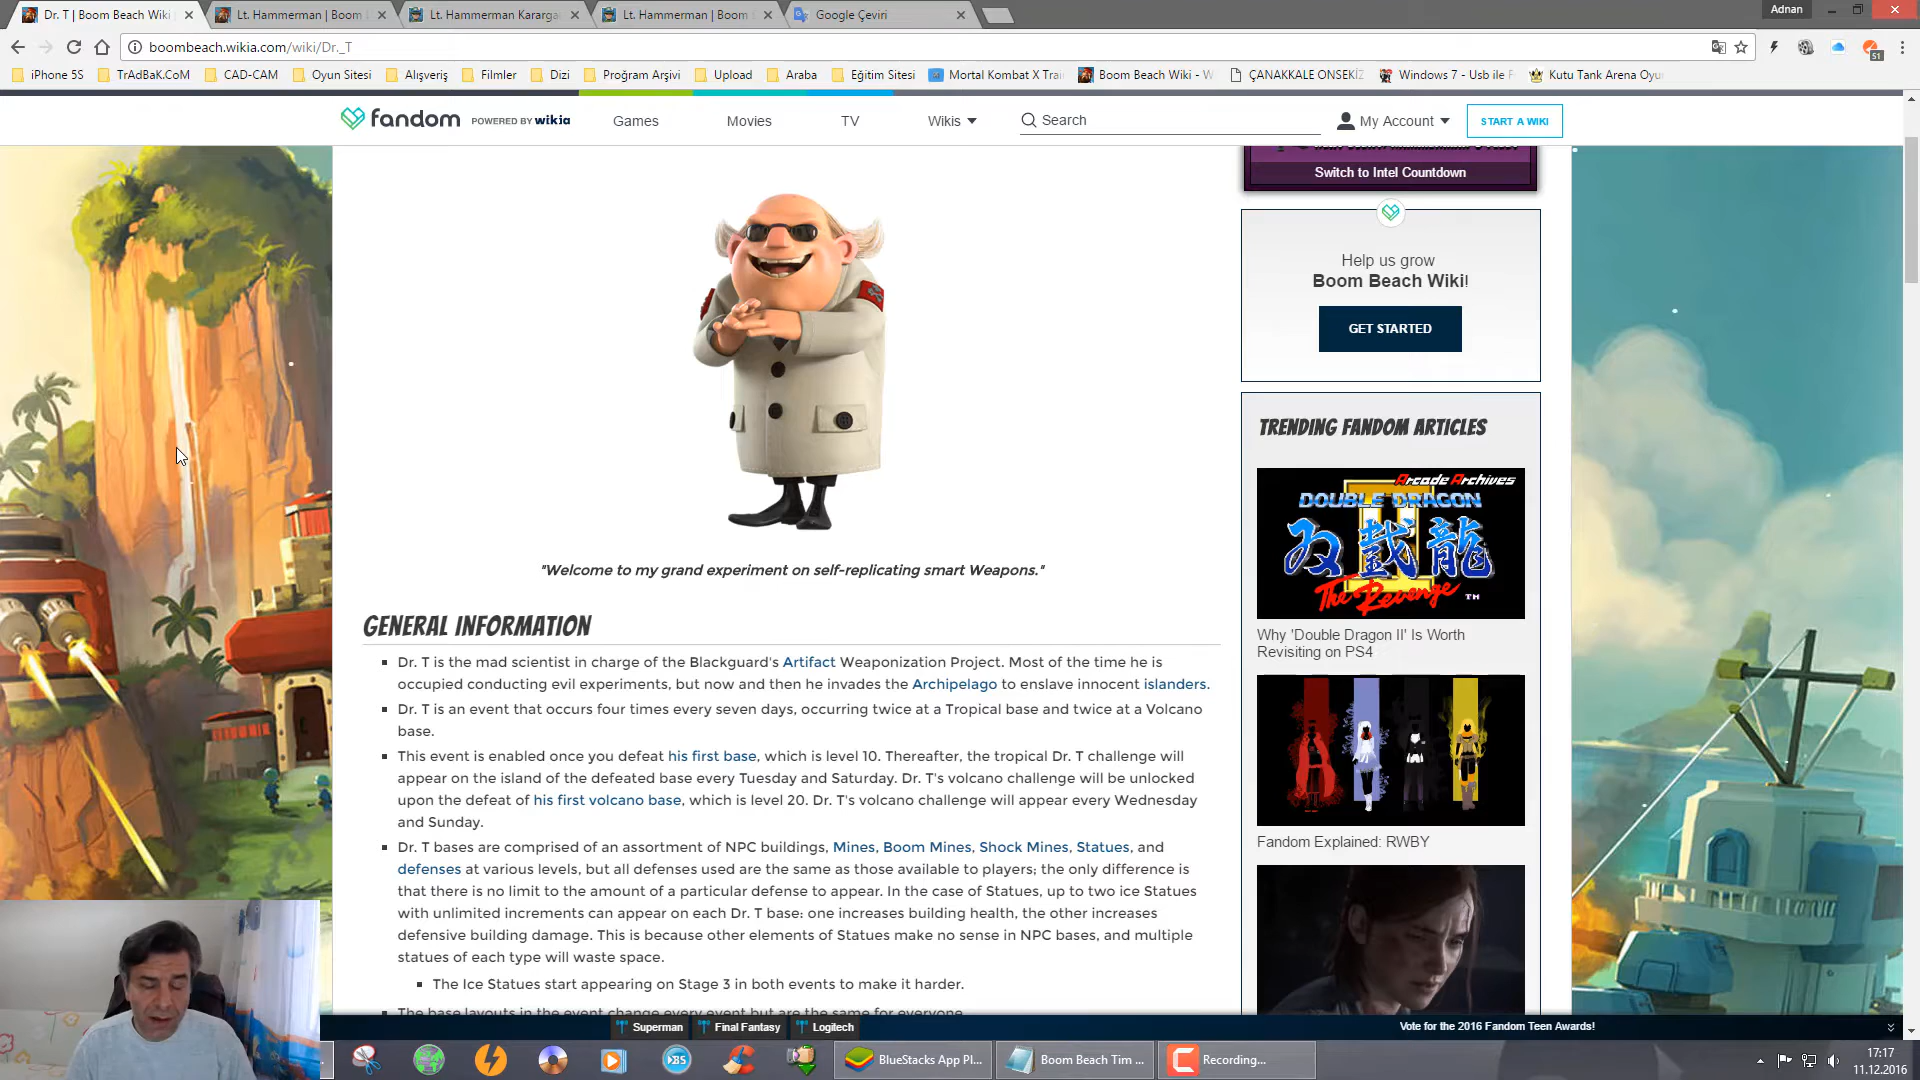 Dr. T | Boom Beach Wiki
Lt. Hammerman | Boom
Lt. Hammerman Kararga
Lt. Hammerman | Boom
Google Çeviri
Adnan
boombeach.wikia.com/wiki/Dr._T
51
iPhone 5S
TrAdBaK.CoM
CAD-CAM
Oyun Sitesi
Alışveriş
Filmler
Dizi
Proğram Arşivi
Upload
Araba
Eğitim Sitesi
Mortal Kombat X Trai
Boom Beach Wiki - W
ÇANAKKALE ONSEKİZ
Windows 7 - Usb ile F
Kutu Tank Arena Oyu
fandom
POWERED BY wikia
Games
Movies
TV
Wikis
Search
My Account
START A WIKI
Switch to Intel Countdown
Help us grow
Boom Beach Wiki!
GET STARTED
TRENDING FANDOM ARTICLES
Arcade Archives
DOUBLE DRAGON
II
双截龍
The Revenge TM
Why 'Double Dragon II' Is Worth
Revisiting on PS4
Fandom Explained: RWBY
"Welcome to my grand experiment on self-replicating smart Weapons."
GENERAL INFORMATION
Dr. T is the mad scientist in charge of the Blackguard's Artifact Weaponization Project. Most of the time he is
occupied conducting evil experiments, but now and then he invades the Archipelago to enslave innocent islanders.
Dr. T is an event that occurs four times every seven days, occurring twice at a Tropical base and twice at a Volcano
base.
This event is enabled once you defeat his first base, which is level 10. Thereafter, the tropical Dr. T challenge will
appear on the island of the defeated base every Tuesday and Saturday. Dr. T's volcano challenge will be unlocked
upon the defeat of his first volcano base, which is level 20. Dr. T's volcano challenge will appear every Wednesday
and Sunday.
Dr. T bases are comprised of an assortment of NPC buildings, Mines, Boom Mines, Shock Mines, Statues, and
defenses at various levels, but all defenses used are the same as those available to players; the only difference is
that there is no limit to the amount of a particular defense to appear. In the case of Statues, up to two ice Statues
with unlimited increments can appear on each Dr. T base: one increases building health, the other increases
defensive building damage. This is because other elements of Statues make no sense in NPC bases, and multiple
statues of each type will waste space.
The Ice Statues start appearing on Stage 3 in both events to make it harder.
The base layouts in the event change every event but are the same for everyone.
Superman
Final Fantasy
Logitech
Vote for the 2016 Fandom Teen Awards!
BS
BlueStacks App Pl...
Boom Beach Tim ...
Recording...
17:17
11.12.2016